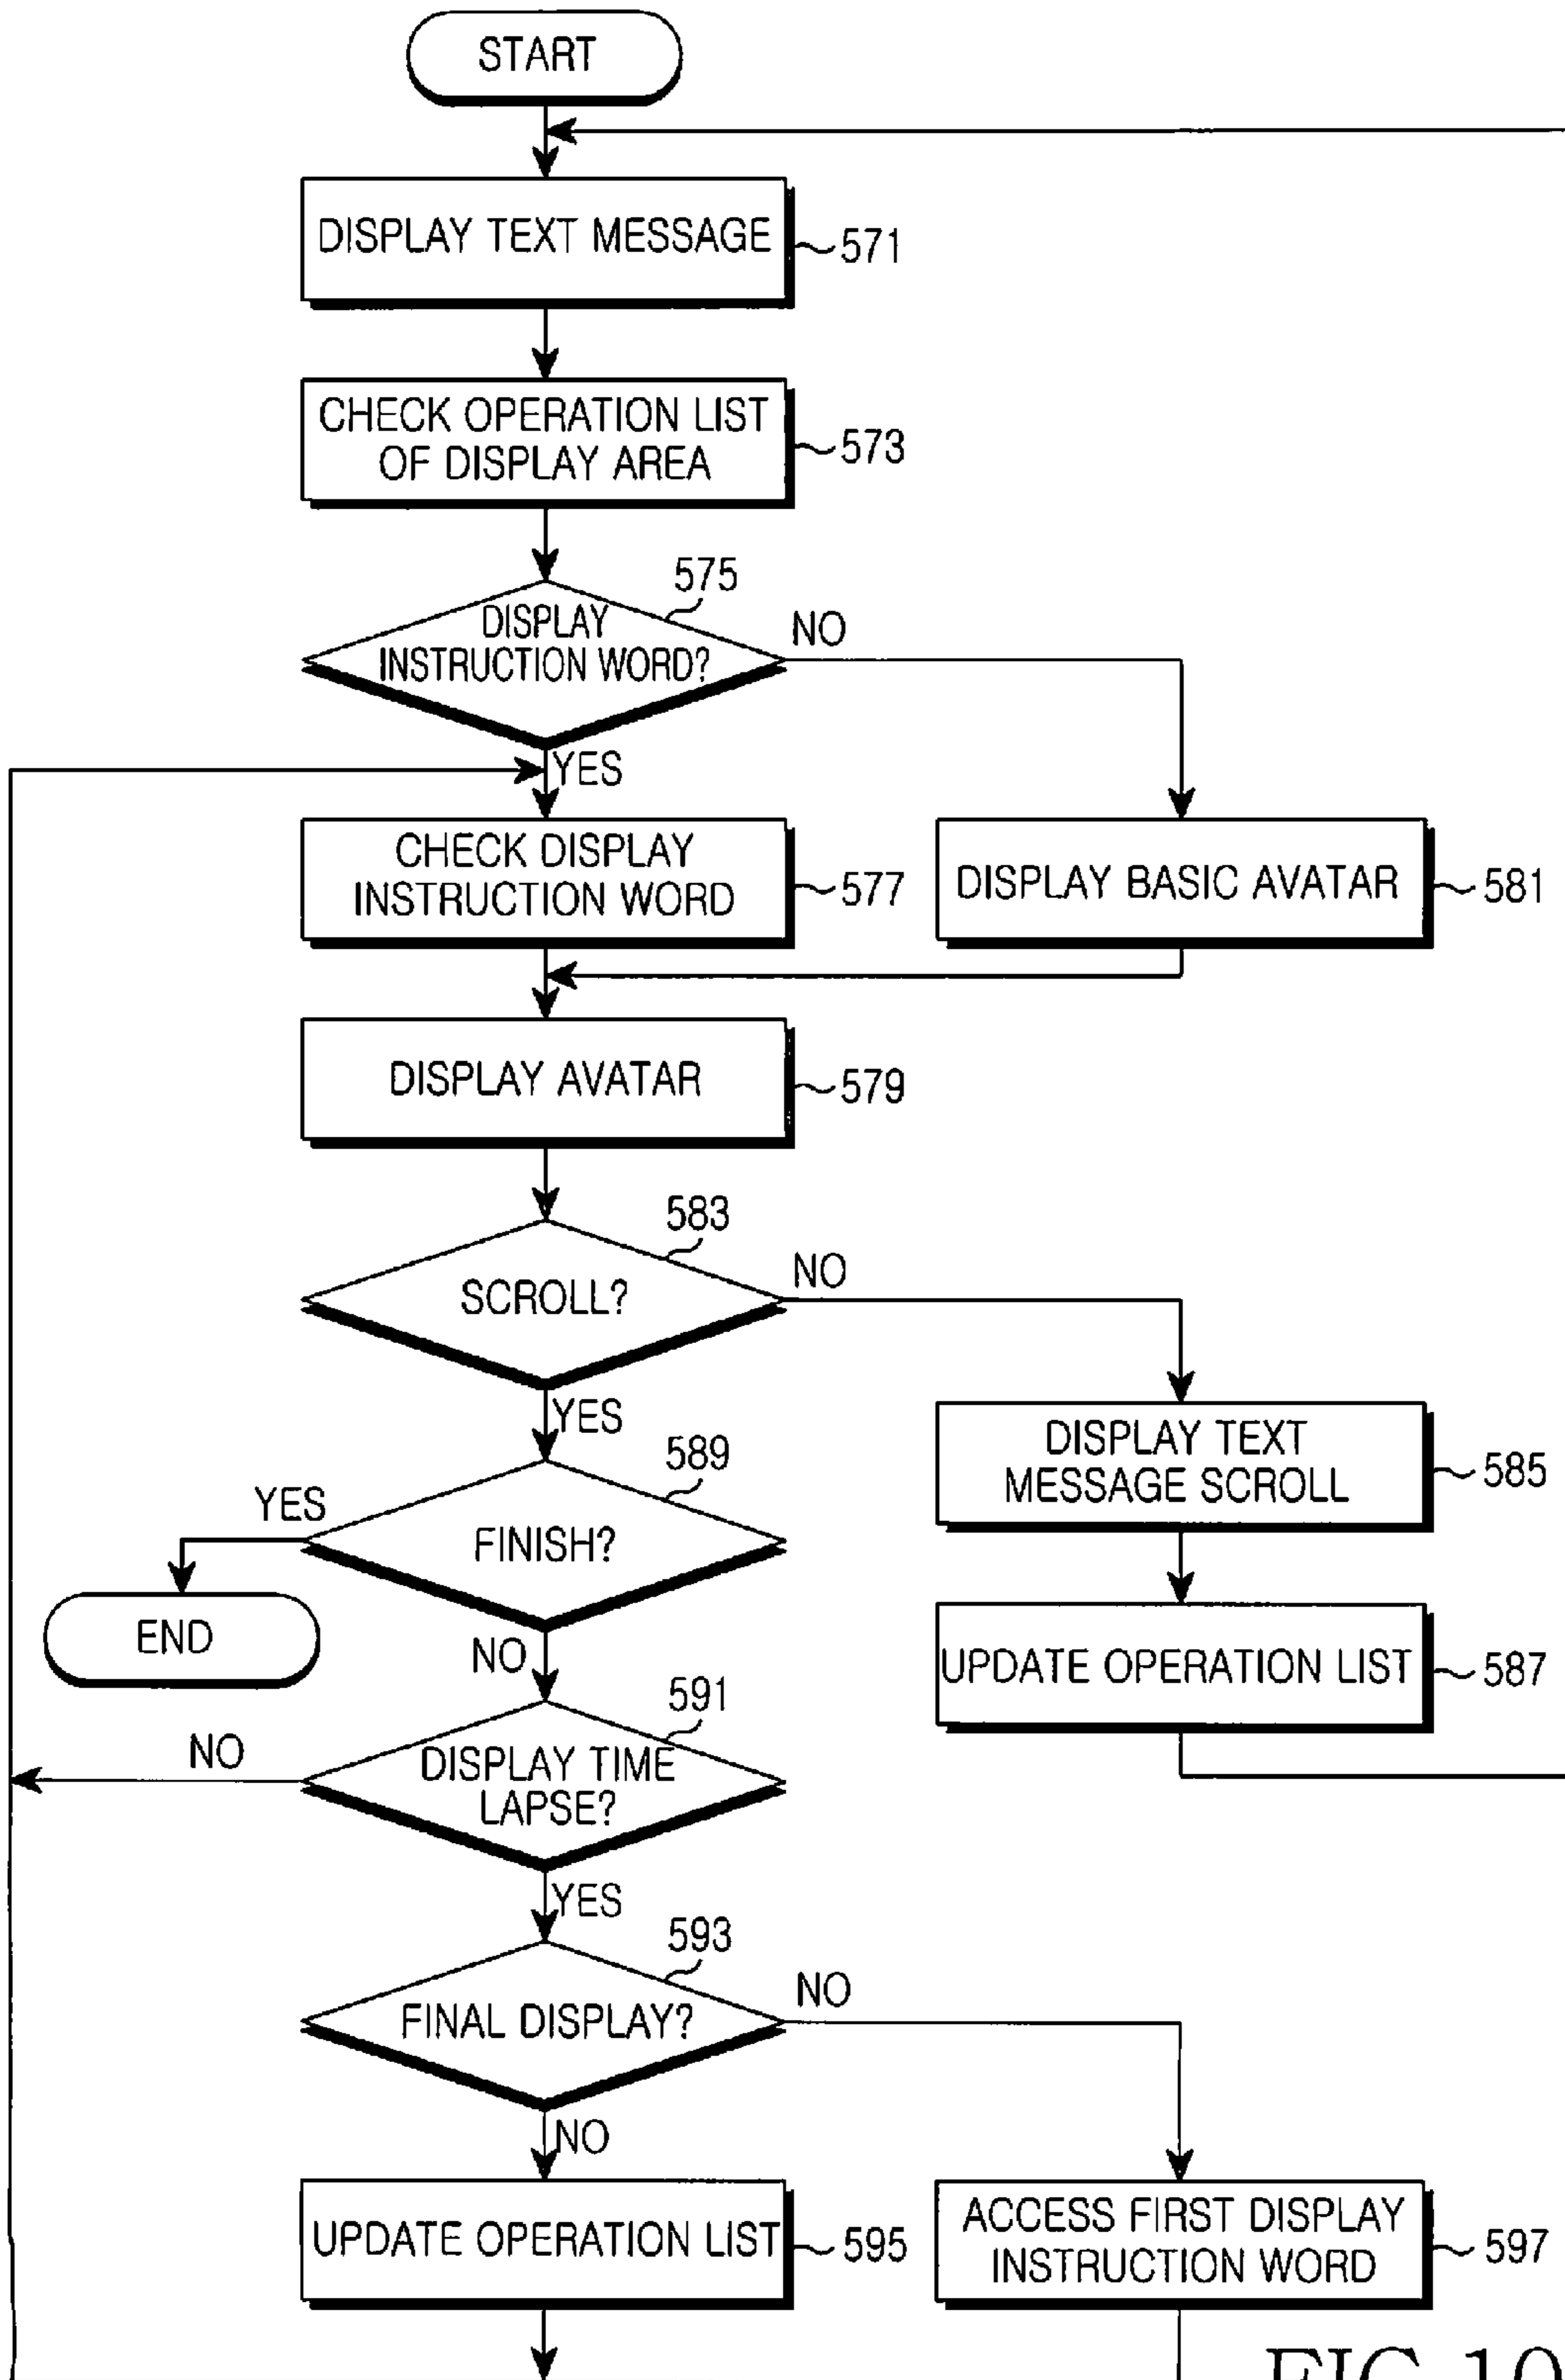 START
DISPLAY TEXT MESSAGE
571
CHECK OPERATION LIST
OF DISPLAY AREA
573
575
DISPLAY
INSTRUCTION WORD?
NO
YES
CHECK DISPLAY
INSTRUCTION WORD
577
DISPLAY BASIC AVATAR
581
DISPLAY AVATAR
579
583
SCROLL?
NO
YES
DISPLAY TEXT
MESSAGE SCROLL
585
589
YES
FINISH?
END
NO
UPDATE OPERATION LIST
587
591
NO
DISPLAY TIME
LAPSE?
YES
593
FINAL DISPLAY?
NO
NO
UPDATE OPERATION LIST
595
ACCESS FIRST DISPLAY
INSTRUCTION WORD
597